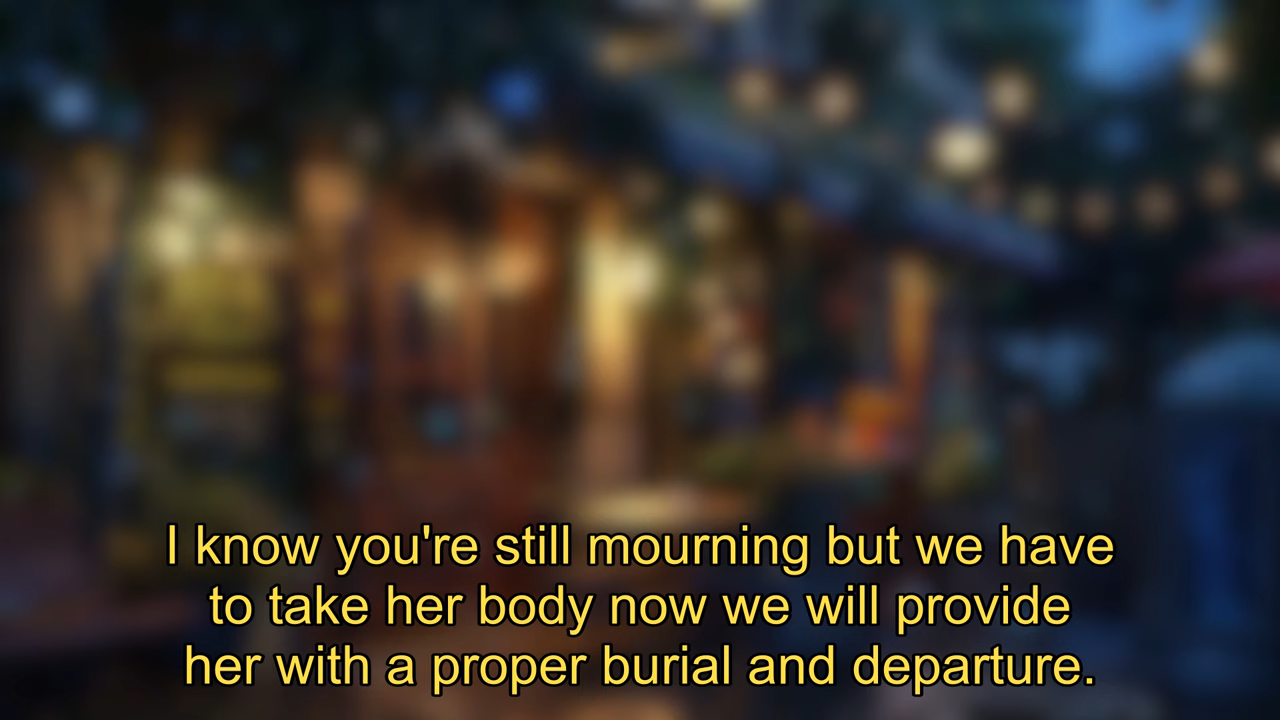 I know you're still mourning but we have
to take her body now we will provide
her with a proper burial and departure.